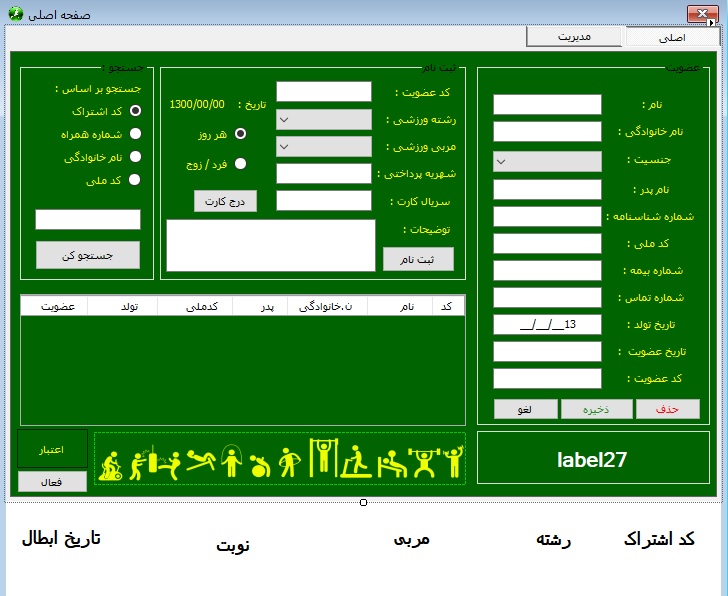 صفحه اصلی
اصلی
مدیریت
عضویت
نام :
نام خانوادگی :
جنسیت :
نام پدر :
شماره شناسنامه :
کد ملی :
شماره بیمه :
شماره تماس :
تاریخ تولد :
13__/__/__
تاریخ عضویت :
کد عضویت :
حذف
ذخیره
لغو
label27
ثبت نام
کد عضویت :
رشته ورزشی :
مربی ورزشی :
شهریه پرداختی :
سریال کارت :
توضیحات :
تاریخ :
1300/00/00
هر روز
فرد / زوج
درج کارت
ثبت نام
جستجو :
جستجو بر اساس :
کد اشتراک
شماره همراه
نام خانوادگی
کد ملی
جستجو کن
کد
نام
ن.خانوادگی
پدر
کدملی
تولد
عضویت
اعتبار
فعال
کد اشتراک
رشته
مربی
نوبت
تاریخ ابطال